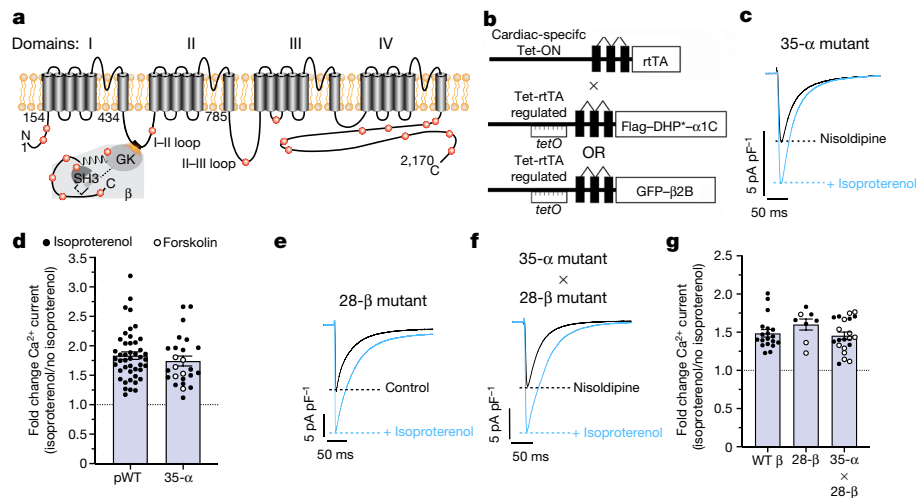 a
Domains: I II III IV
154 434 785
N
1
I–II loop
II–III loop
GK
SH3
C
β
2,170
C
b
Cardiac-specifc
Tet-ON
rtTA
×
Tet-rtTA
regulated
tetO
Flag–DHP*–α1C
OR
Tet-rtTA
regulated
tetO
GFP–β2B
c
35-α mutant
Nisoldipine
5 pA pF⁻¹
+ Isoproterenol
50 ms
d
Isoproterenol Forskolin
Fold change Ca²⁺ current
(isoproterenol/no isoproterenol)
3.5
3.0
2.5
2.0
1.5
1.0
0.5
0
pWT 35-α
e
28-β mutant
Control
5 pA pF⁻¹
+ Isoproterenol
50 ms
f
35-α mutant
×
28-β mutant
Nisoldipine
5 pA pF⁻¹
+ Isoproterenol
50 ms
g
Fold change Ca²⁺ current
(isoproterenol/no isoproterenol)
2.5
2.0
1.5
1.0
0.5
0
WT β 28-β 35-α
×
28-β